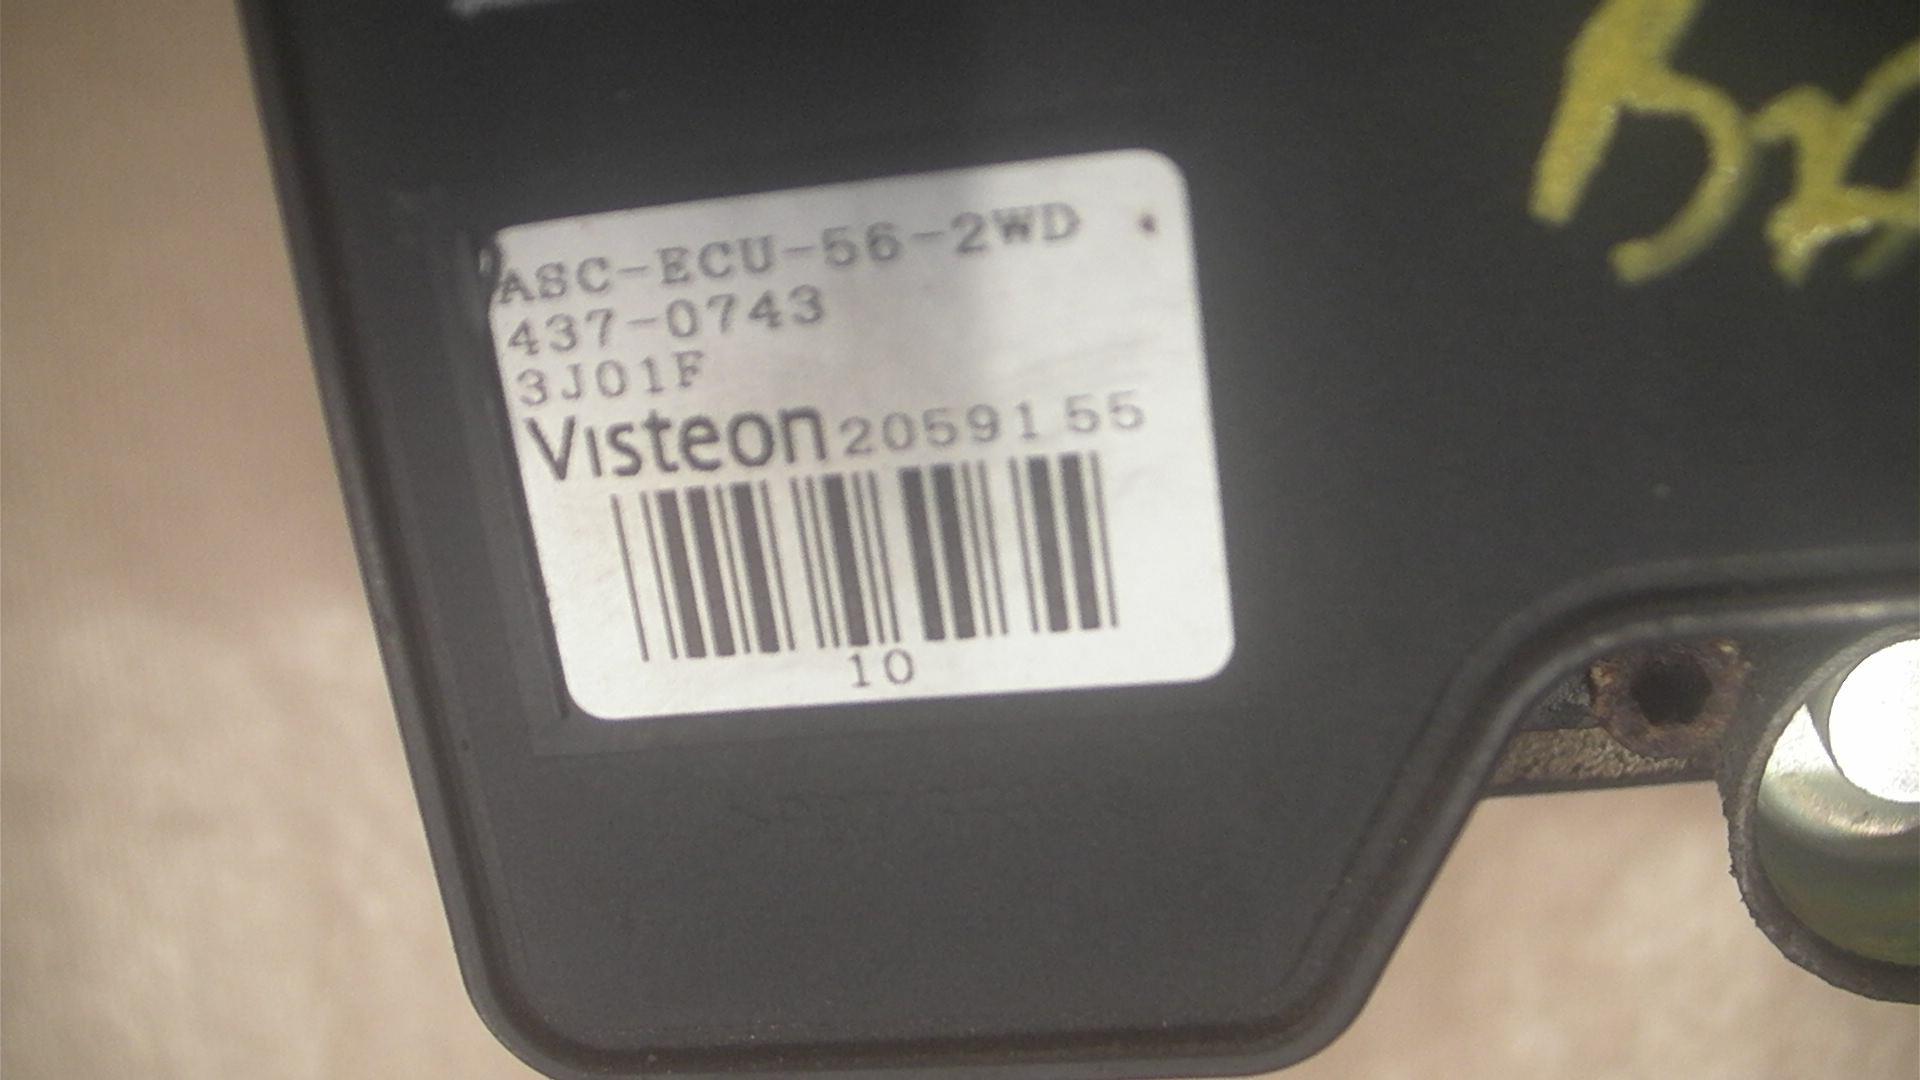 ASC-ECU-56-2WD
437-0743
3J01F
Visteon 2059155
10